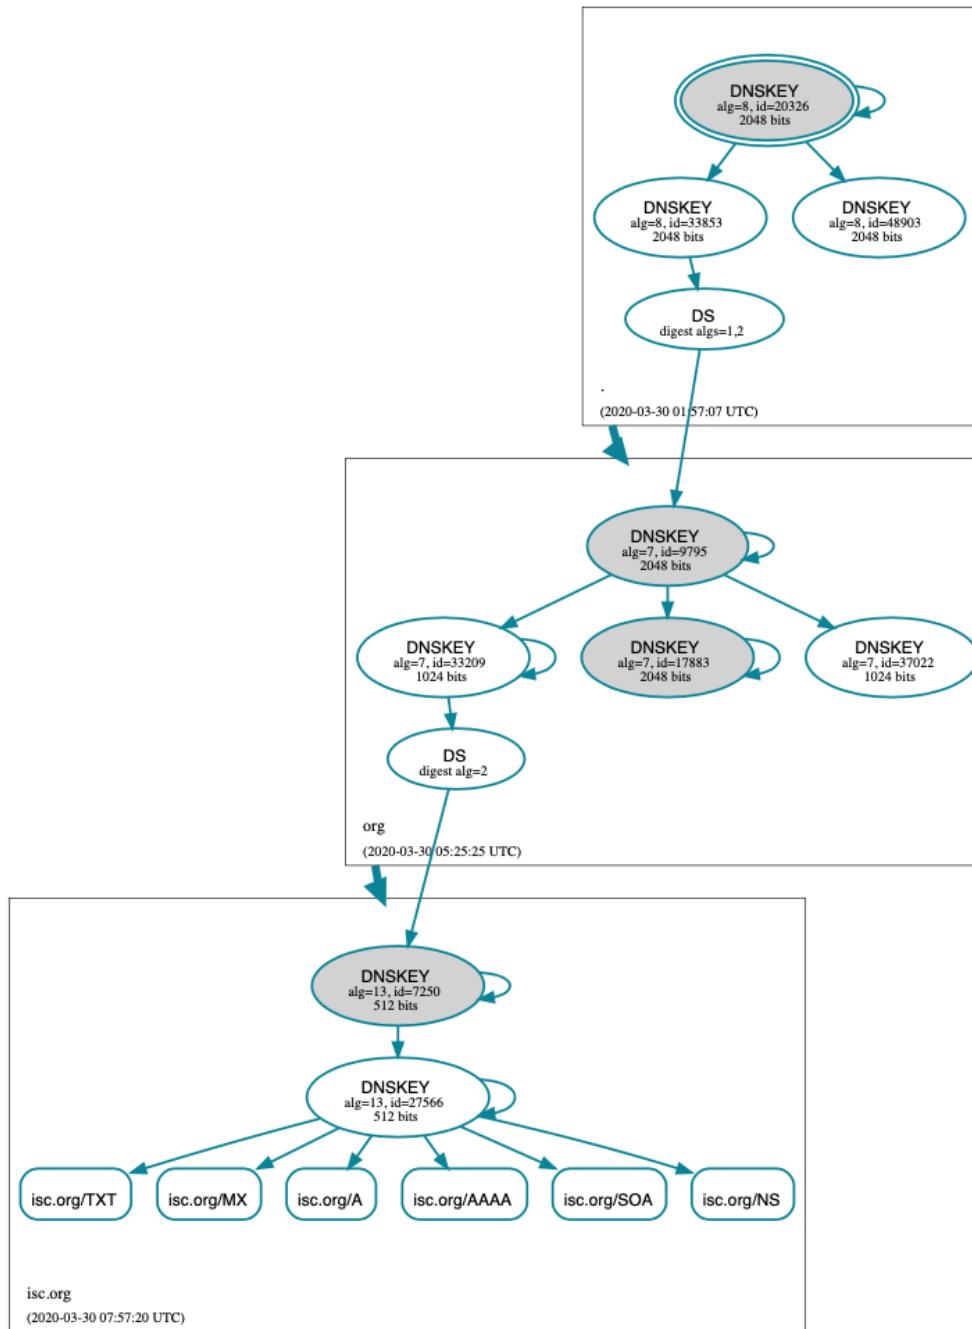 DNSKEY
alg=8, id=20326
2048 bits
DNSKEY
alg=8, id=33853
2048 bits
DNSKEY
alg=8, id=48903
2048 bits
DS
digest algs=1,2
.
(2020-03-30 01:57:07 UTC)
DNSKEY
alg=7, id=9795
2048 bits
DNSKEY
alg=7, id=33209
1024 bits
DNSKEY
alg=7, id=17883
2048 bits
DNSKEY
alg=7, id=37022
1024 bits
DS
digest alg=2
org
(2020-03-30 05:25:25 UTC)
DNSKEY
alg=13, id=7250
512 bits
DNSKEY
alg=13, id=27566
512 bits
isc.org/TXT
isc.org/MX
isc.org/A
isc.org/AAAA
isc.org/SOA
isc.org/NS
isc.org
(2020-03-30 07:57:20 UTC)